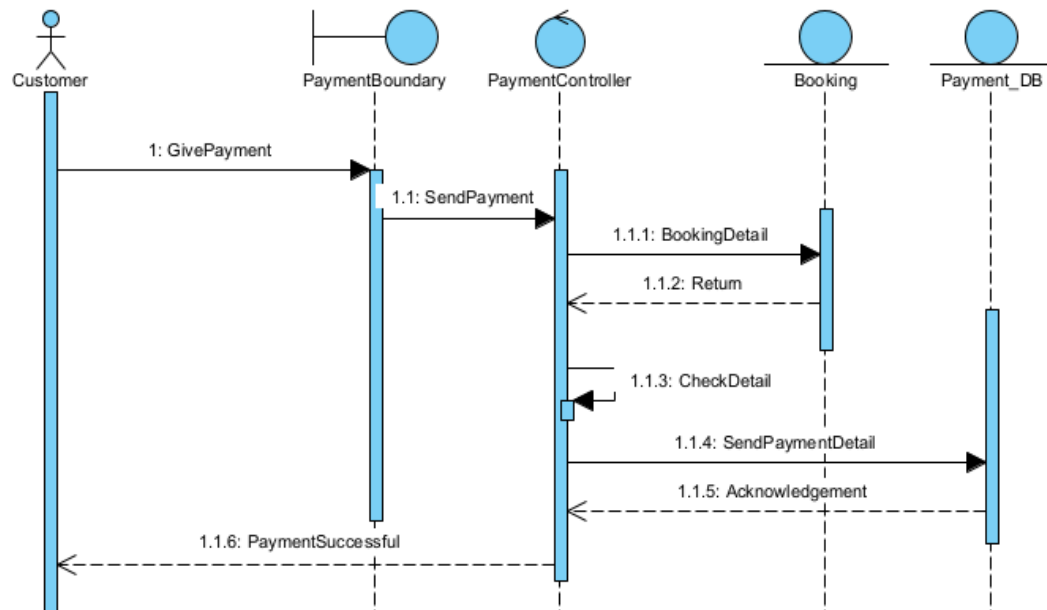 Customer
PaymentBoundary
PaymentController
Booking
Payment_DB
1: GivePayment
1.1: SendPayment
1.1.1: BookingDetail
1.1.2: Return
1.1.3: CheckDetail
1.1.4: SendPaymentDetail
1.1.5: Acknowledgement
1.1.6: PaymentSuccessful